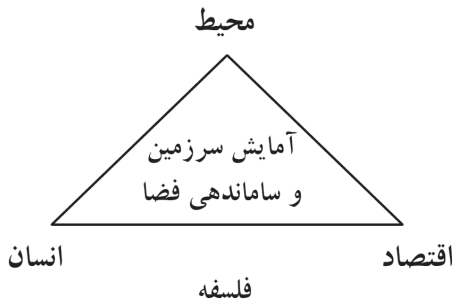 محیط
آمایش سرزمین
و ساماندهی فضا
اقتصاد
انسان
فلسفه